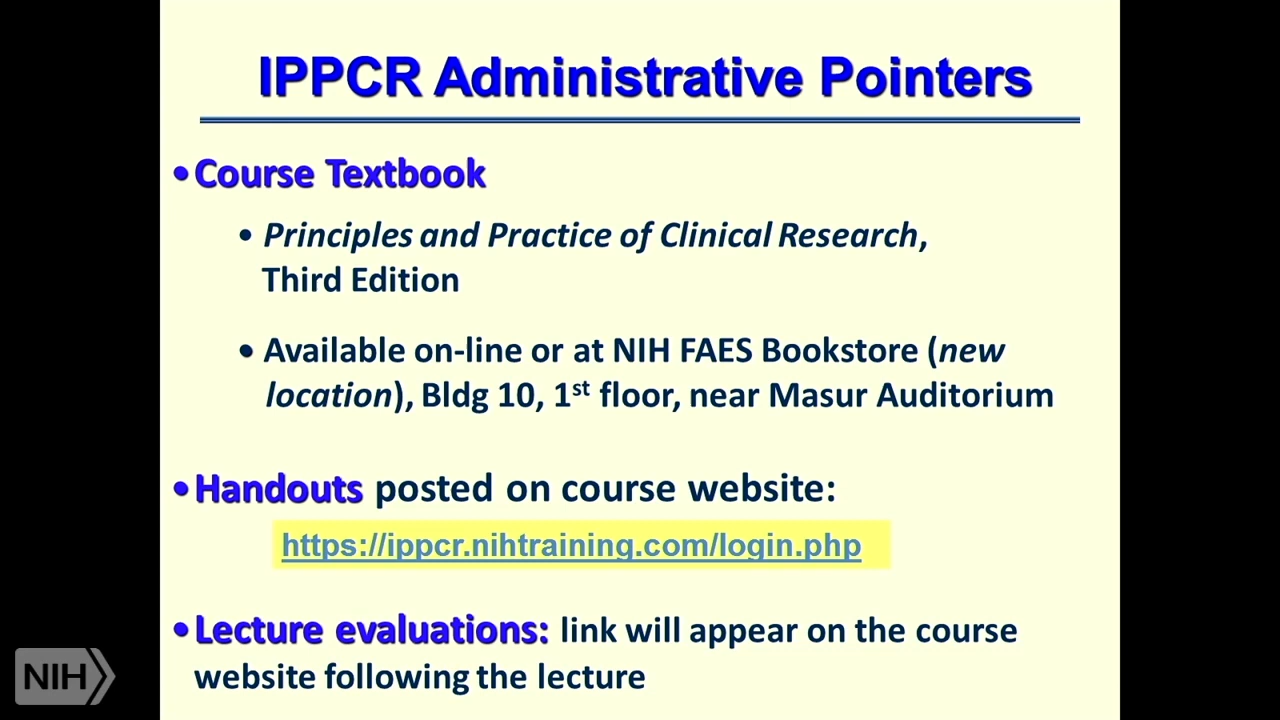 IPPCR Administrative Pointers
•Course Textbook
• Principles and Practice of Clinical Research,
Third Edition
• Available on-line or at NIH FAES Bookstore (new
location), Bldg 10, 1st floor, near Masur Auditorium
•Handouts posted on course website:
https://ippcr.nihtraining.com/login.php
•Lecture evaluations: link will appear on the course
website following the lecture
NIH